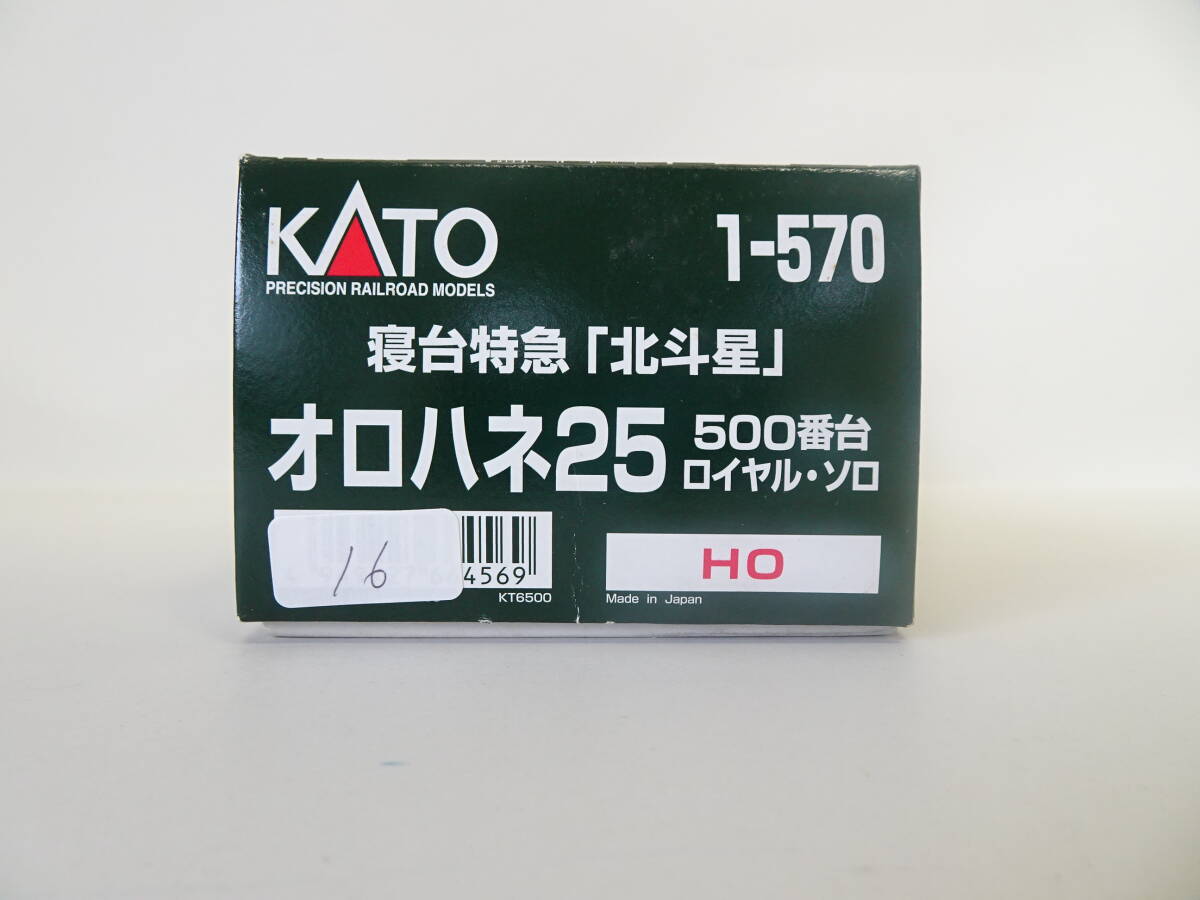 KATO
PRECISION RAILROAD MODELS
1-570
寝台特急「北斗星」
オロハネ25
500番台
ロイヤル・ソロ
16
4569
KT6500
HO
Made in Japan